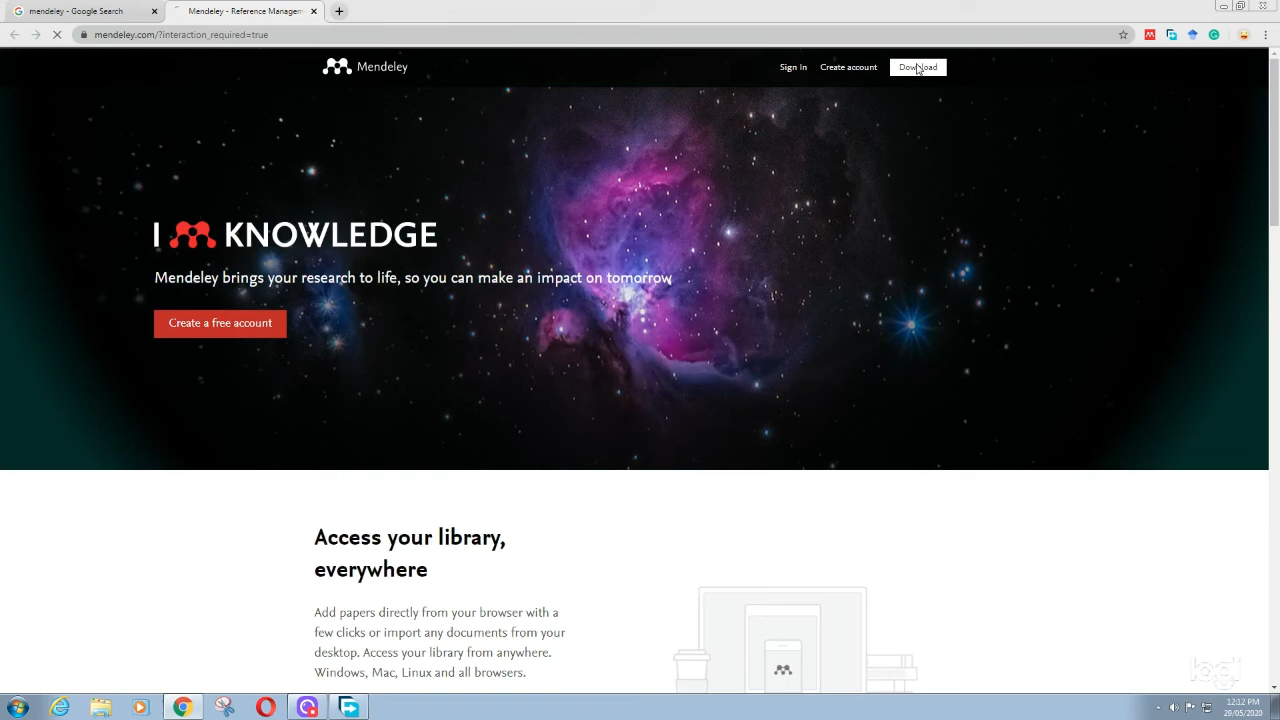 mendeley - Google Search
Mendeley - Reference Managem
mendeley.com/?interaction_required=true
Mendeley
Sign In
Create account
Download
I KNOWLEDGE
Mendeley brings your research to life, so you can make an impact on tomorrow
Create a free account
Access your library,
everywhere
Add papers directly from your browser with a
few clicks or import any documents from your
desktop. Access your library from anywhere.
Windows, Mac, Linux and all browsers.
logi
12:12 PM
29/05/2020